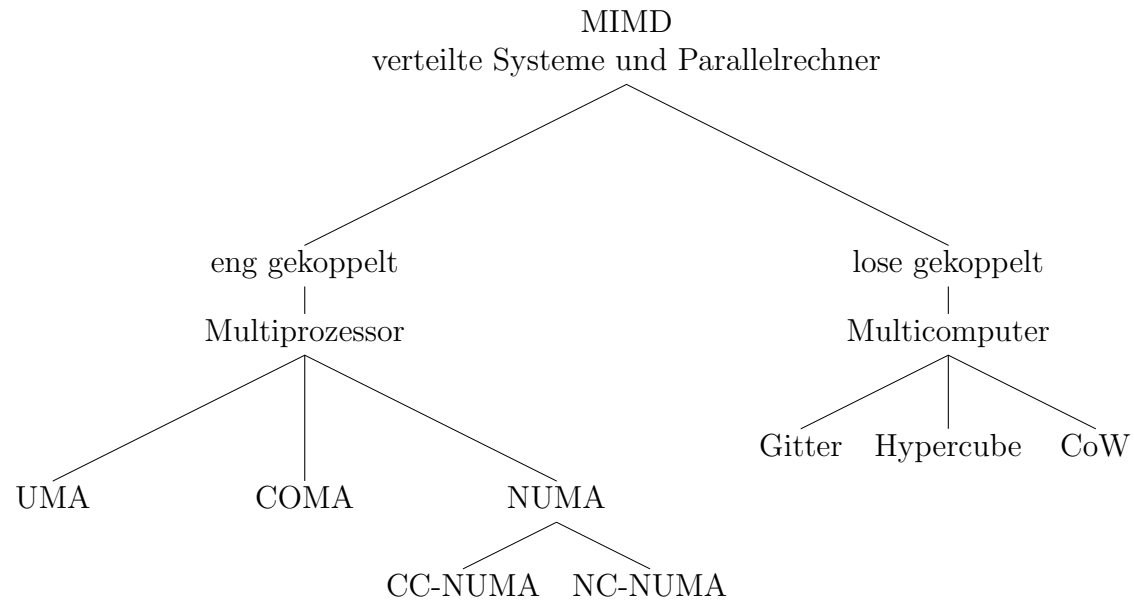 MIMD
verteilte Systeme und Parallelrechner
eng gekoppelt
lose gekoppelt
Multiprozessor
Multicomputer
Gitter
Hypercube
CoW
UMA
COMA
NUMA
CC-NUMA
NC-NUMA